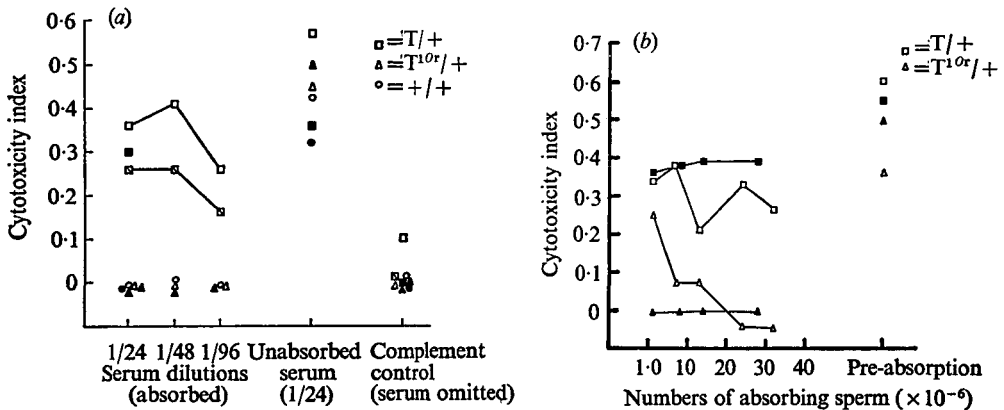 (a)
0·6
0·5
0·4
0·3
0·2
0·1
0
Cytotoxicity index
=T/+
=T¹⁰ʳ/+
=+/+
1/24 1/48 1/96
Serum dilutions
(absorbed)
Unabsorbed
serum
(1/24)
Complement
control
(serum omitted)
(b)
0·7
0·6
0·5
0·4
0·3
0·2
0·1
0
Cytotoxicity index
=T/+
=T¹⁰ʳ/+
1·0 10 20 30 40
Pre-absorption
Numbers of absorbing sperm (×10⁻⁶)